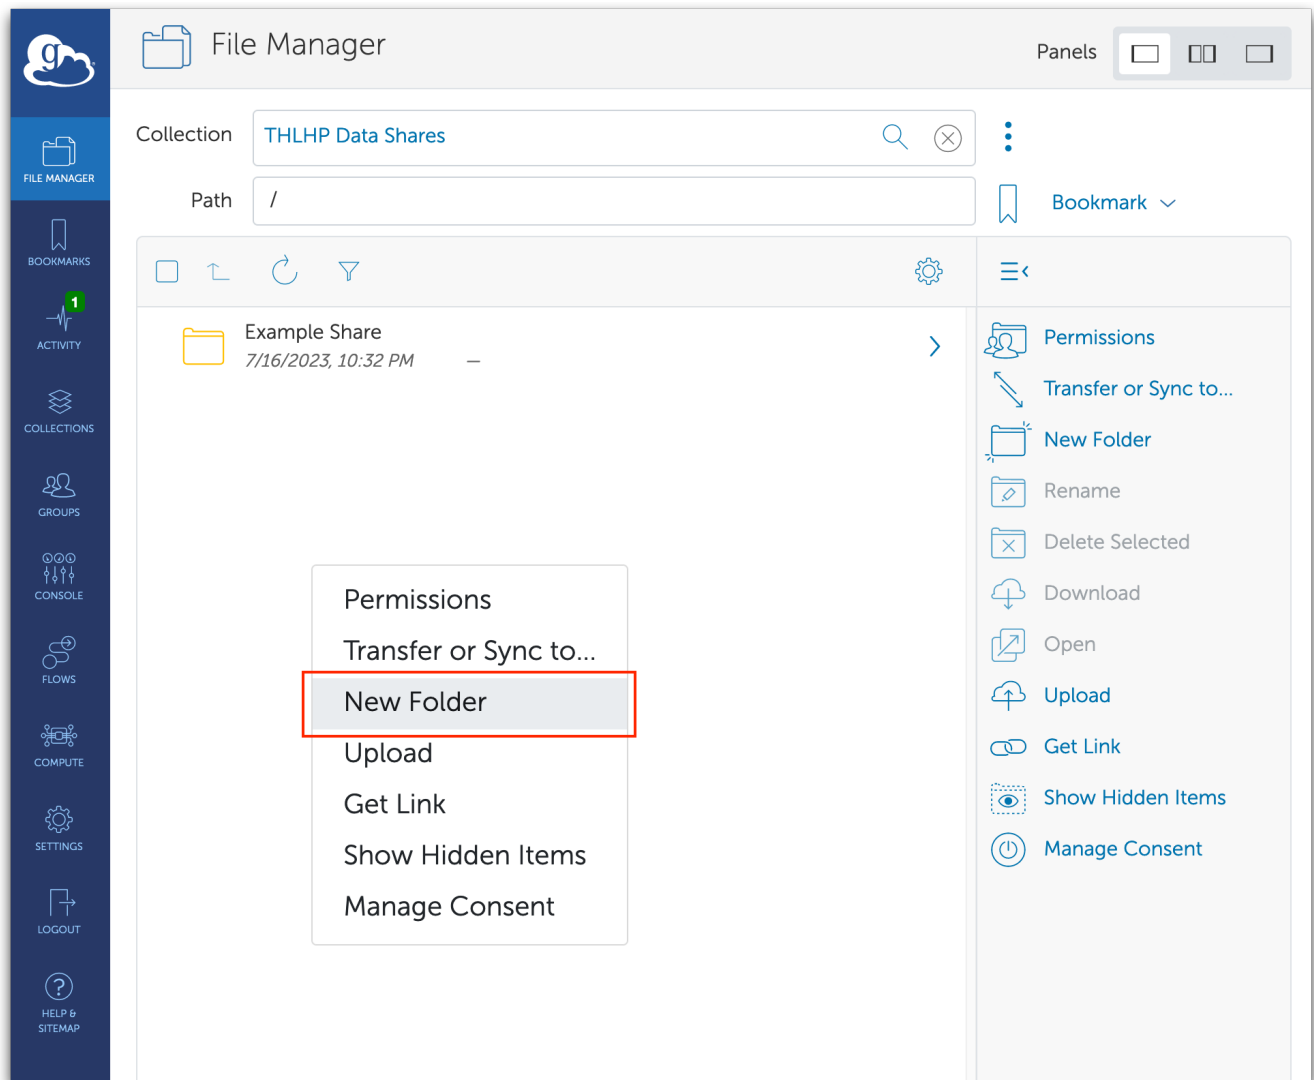 g
File Manager
Panels
FILE MANAGER
BOOKMARKS
1
ACTIVITY
COLLECTIONS
GROUPS
CONSOLE
FLOWS
COMPUTE
SETTINGS
LOGOUT
?
HELP &
SITEMAP
Collection
THLHP Data Shares
Path
/
Bookmark
Example Share
7/16/2023, 10:32 PM —
Permissions
Transfer or Sync to...
New Folder
Upload
Get Link
Show Hidden Items
Manage Consent
Permissions
Transfer or Sync to...
New Folder
Rename
Delete Selected
Download
Open
Upload
Get Link
Show Hidden Items
Manage Consent